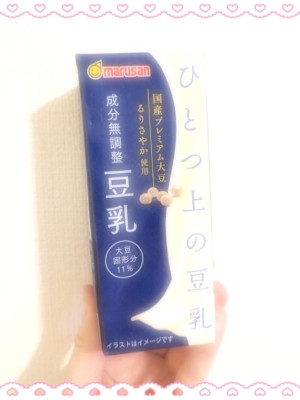 marusan
ひとつ上の豆乳
国産プレミアム大豆
るりさやか使用
成分無調整
豆乳
大豆
固形分
11%
イラストはイメージです